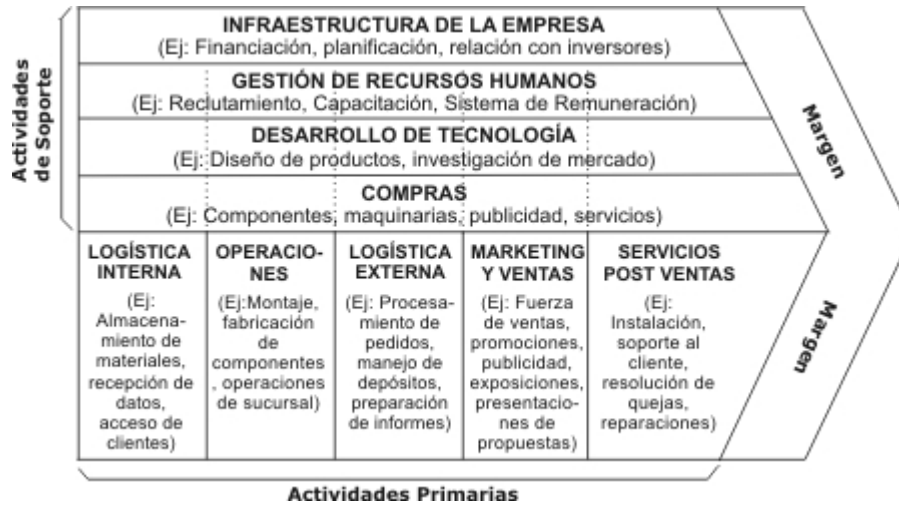 Actividades
de Soporte
INFRAESTRUCTURA DE LA EMPRESA
(Ej: Financiación, planificación, relación con inversores)
GESTIÓN DE RECURSOS HUMANOS
(Ej: Reclutamiento, Capacitación, Sistema de Remuneración)
DESARROLLO DE TECNOLOGÍA
(Ej: Diseño de productos, investigación de mercado)
COMPRAS
(Ej: Componentes, maquinarias, publicidad, servicios)
Margen
LOGÍSTICA
INTERNA
(Ej:
Almacena-
miento de
materiales,
recepción de
datos,
acceso de
clientes)
OPERACIO-
NES
(Ej:Montaje,
fabricación
de
componentes
, operaciones
de sucursal)
LOGÍSTICA
EXTERNA
(Ej: Procesa-
miento de
pedidos,
manejo de
depósitos,
preparación
de informes)
MARKETING
Y VENTAS
(Ej: Fuerza
de ventas,
promociones,
publicidad,
exposiciones,
presentacio-
nes de
propuestas)
SERVICIOS
POST VENTAS
(Ej:
Instalación,
soporte al
cliente,
resolución de
quejas,
reparaciones)
Margen
Actividades Primarias